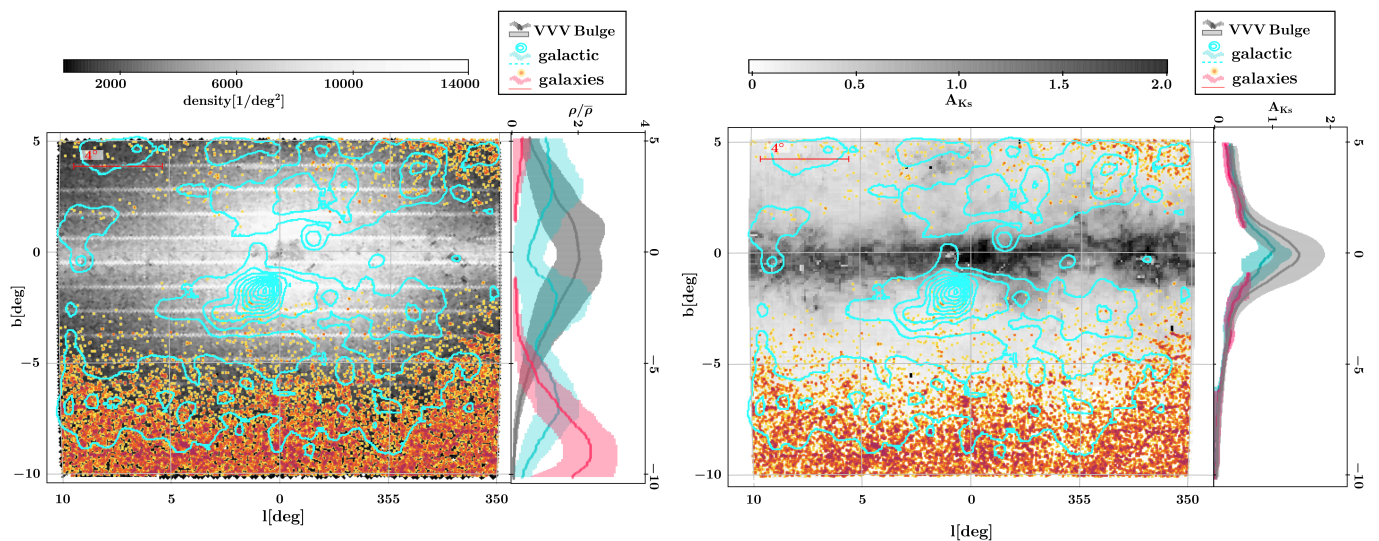 VVV Bulge
galactic
galaxies
2000 6000 10000 14000
density[1/deg²]
ρ/ρ̅
0 2 4
5 0 −5 −10
b[deg]
4°
5 0 −5 −10
10 5 0 355 350
l[deg]
VVV Bulge
galactic
galaxies
0 0.5 1.0 1.5 2.0
A_Ks
A_Ks
0 1 2
5 0 −5 −10
b[deg]
4°
5 0 −5 −10
10 5 0 355 350
l[deg]